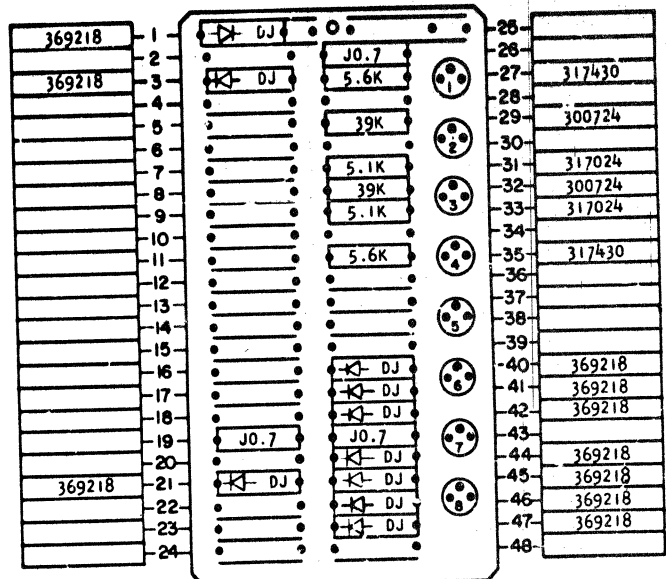 369218 1 DJ 25
2 J0.7 26
369218 3 DJ 5.6K 1 27 317430
4 28
5 39K 29 300724
6 2 30
7 5.1K 31 317024
8 39K 32 300724
9 5.1K 3 33 317024
10 34
11 5.6K 4 35 317430
12 36
13 37
14 5 38
15 39
16 DJ 40 369218
17 DJ 6 41 369218
18 DJ 42 369218
19 J0.7 J0.7 7 43
20 DJ 44 369218
369218 21 DJ DJ 45 369218
22 DJ 8 46 369218
23 DJ 47 369218
24 48